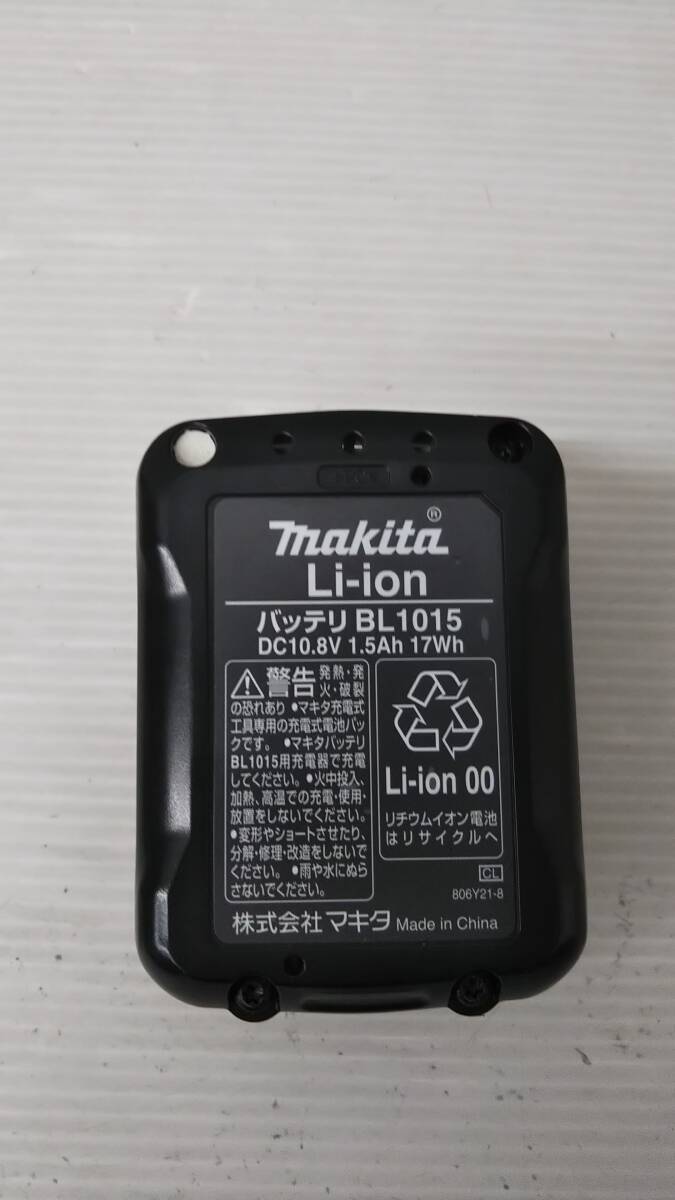 makita®
Li-ion
バッテリ BL1015
DC10.8V 1.5Ah 17Wh
警告 発熱・発
火・破裂
の恐れあり ●マキタ充電式
工具専用の充電式電池パッ
クです。 ●マキタバッテリ
BL1015用充電器で充電
してください。●火中投入、
加熱、高温での充電・使用・
放置をしないでください。
●変形やショートさせたり、
分解・修理・改造をしないで
ください。 ●雨や水にぬら
さないでください。
Li-ion 00
リチウムイオン電池
はリサイクルへ
CL
806Y21-8
株式会社 マキタ Made in China